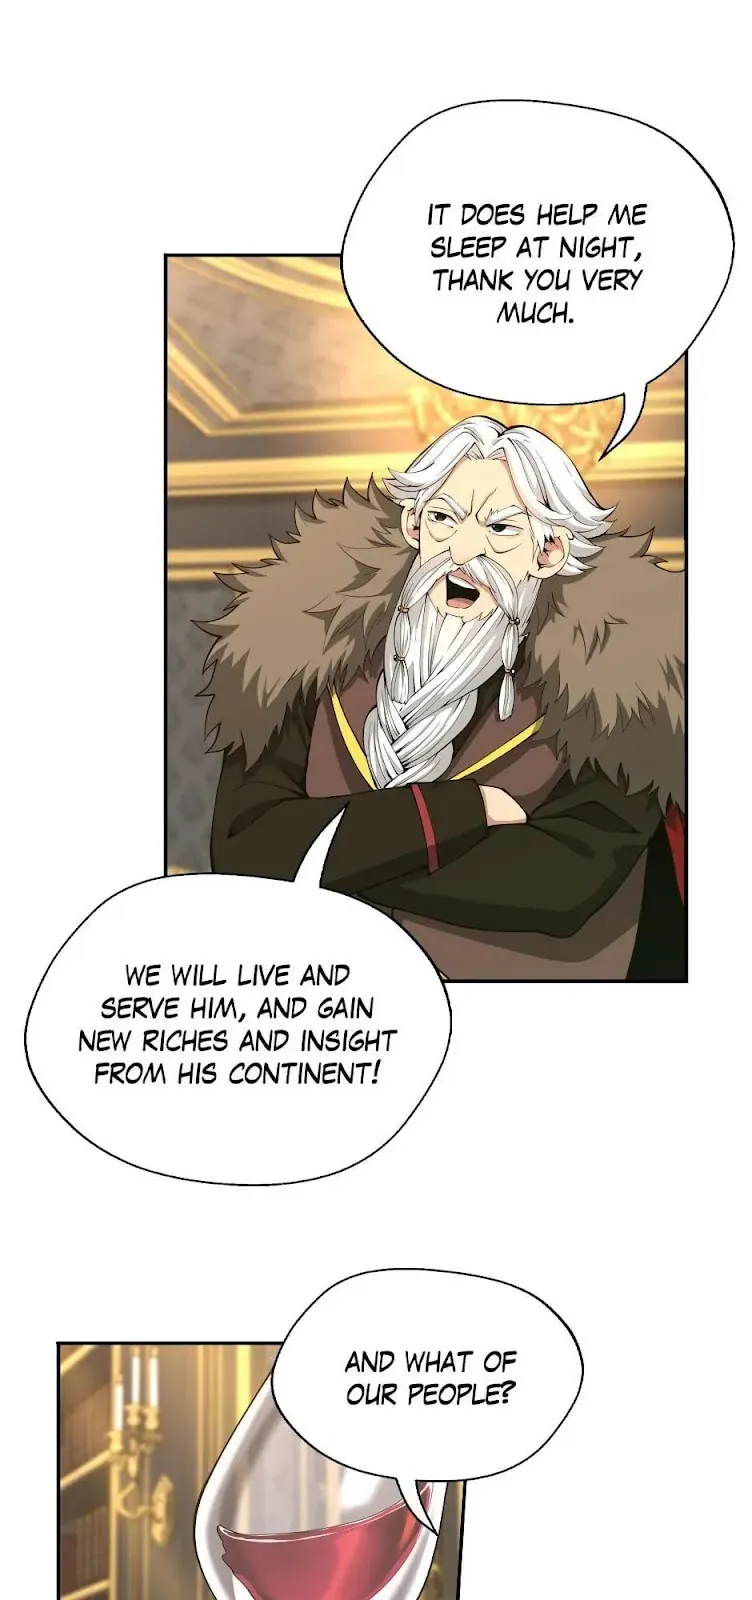 IT DOES HELP ME
SLEEP AT NIGHT,
THANK YOU VERY
MUCH.
WE WILL LIVE AND
SERVE HIM, AND GAIN
NEW RICHES AND INSIGHT
FROM HIS CONTINENT!
AND WHAT OF
OUR PEOPLE?